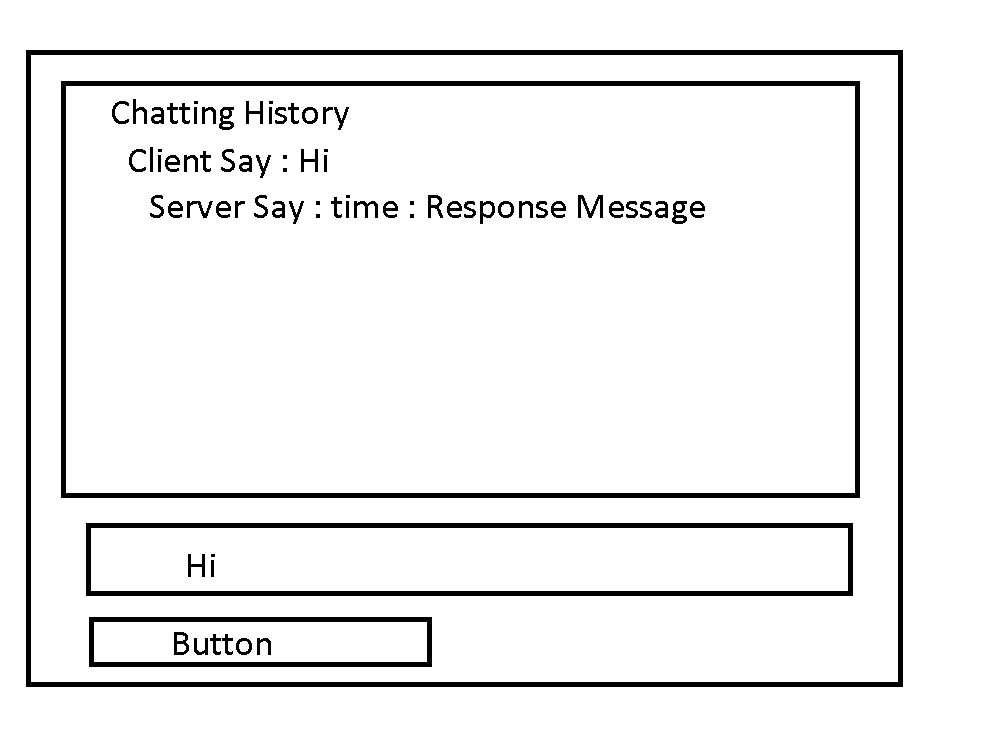 Chatting History
Client Say : Hi
Server Say : time : Response Message
Hi
Button